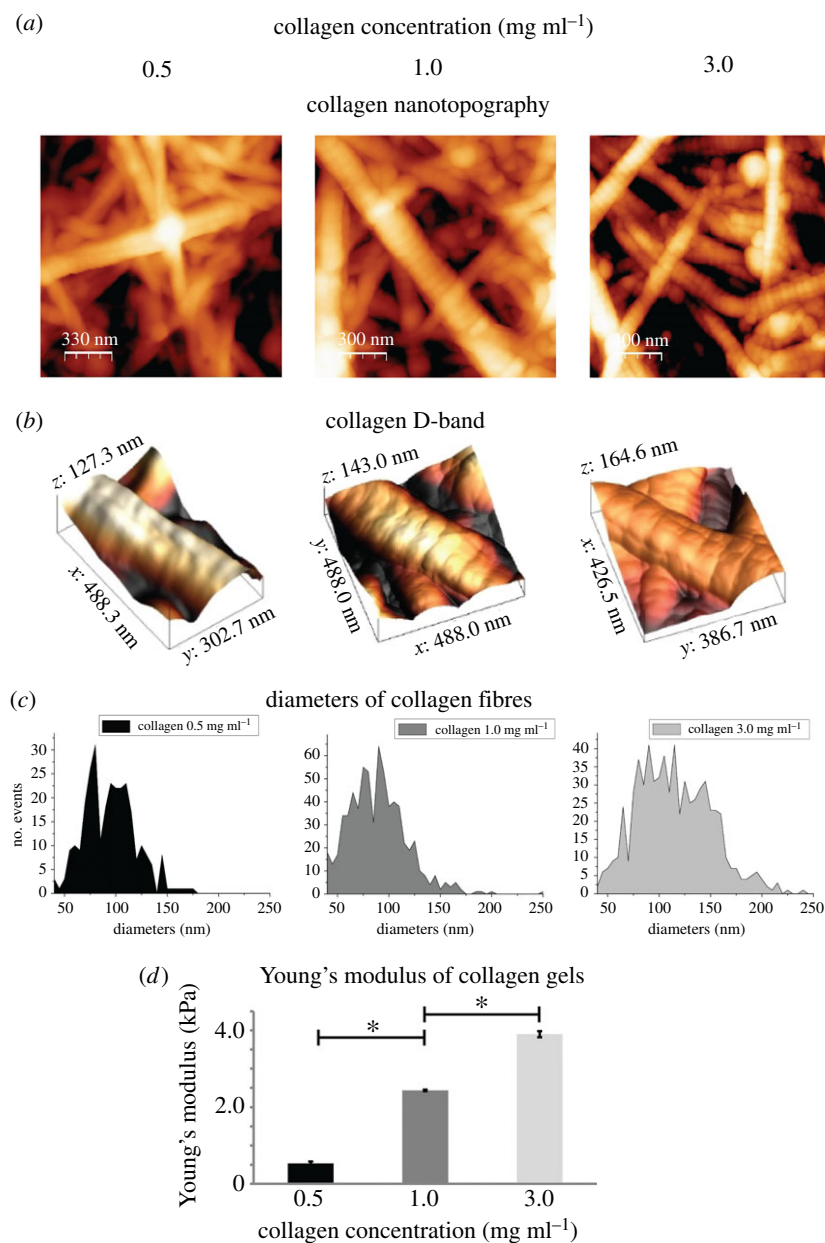 (a) collagen concentration (mg ml⁻¹)
0.5 1.0 3.0
collagen nanotopography
330 nm 300 nm 400 nm
(b) collagen D-band
z: 127.3 nm z: 143.0 nm z: 164.6 nm
x: 488.3 nm y: 302.7 nm y: 488.0 nm x: 488.0 nm x: 426.5 nm y: 386.7 nm
(c) diameters of collagen fibres
collagen 0.5 mg ml⁻¹ collagen 1.0 mg ml⁻¹ collagen 3.0 mg ml⁻¹
no. events
30
25
20
15
10
5
0
50 100 150 200 250
diameters (nm)
60
50
40
30
20
10
0
50 100 150 200 250
diameters (nm)
40
35
30
25
20
15
10
5
0
50 100 150 200 250
diameters (nm)
(d) Young's modulus of collagen gels
Young's modulus (kPa)
4.0
2.0
0
* *
0.5 1.0 3.0
collagen concentration (mg ml⁻¹)